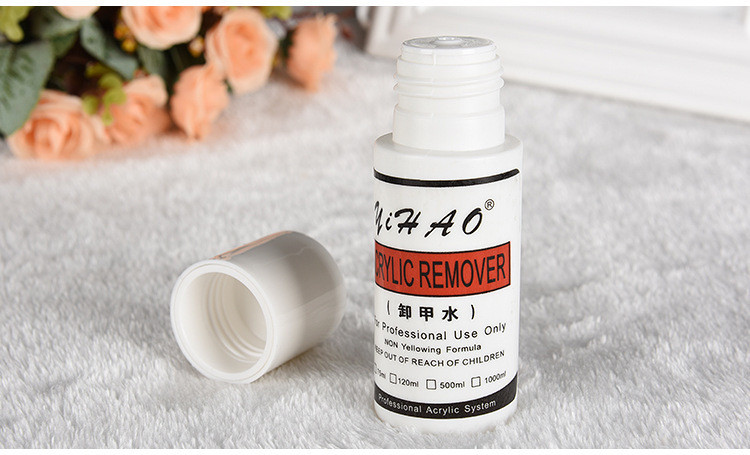 YiHAO®
CRYLIC REMOVER
(卸甲水)
For Professional Use Only
NON Yellowing Formula
KEEP OUT OF REACH OF CHILDREN
□120ml □500ml □1000ml
Professional Acrylic System